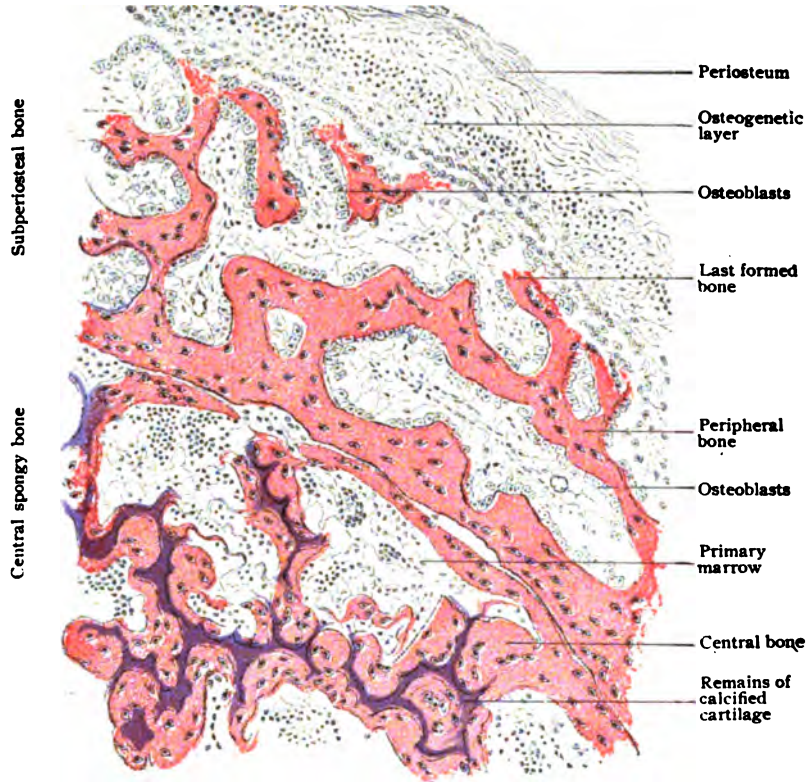 Subperiosteal bone
Central spongy bone
Periosteum
Osteogenetic
layer
Osteoblasts
Last formed
bone
Peripheral
bone
Osteoblasts
Primary
marrow
Central bone
Remains of
calcified
cartilage